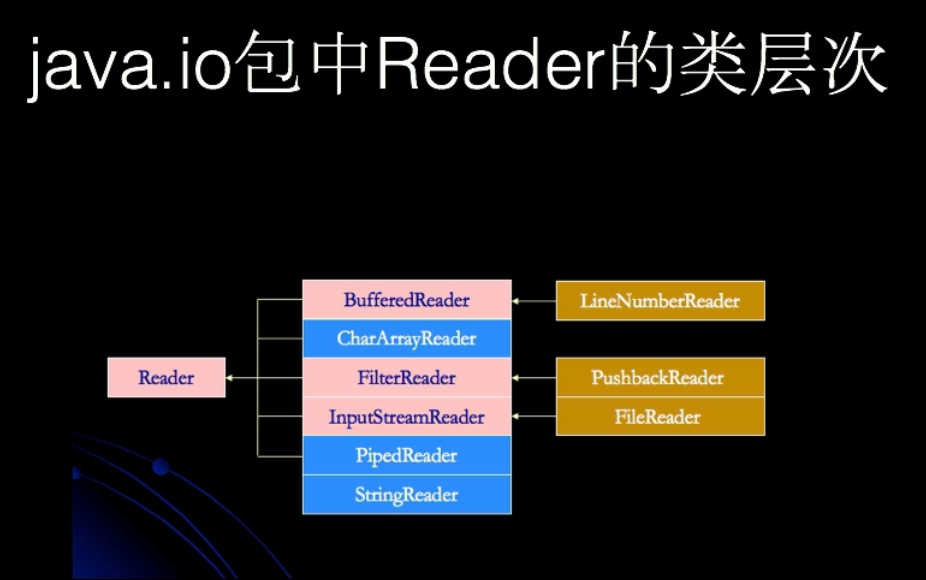 java.io包中Reader的类层次
BufferedReader
LineNumberReader
CharArrayReader
Reader
FilterReader
PushbackReader
InputStreamReader
FileReader
PipedReader
StringReader